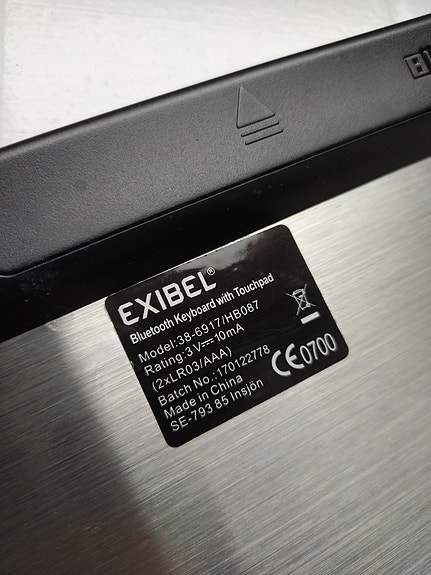 EXIBEL®
Bluetooth Keyboard with Touchpad
Model:38-6917/HB087
Rating:3V⎓10mA
(2xLR03/AAA)
Batch No.:170122778
Made in China
SE-793 85 Insjön
CE0700